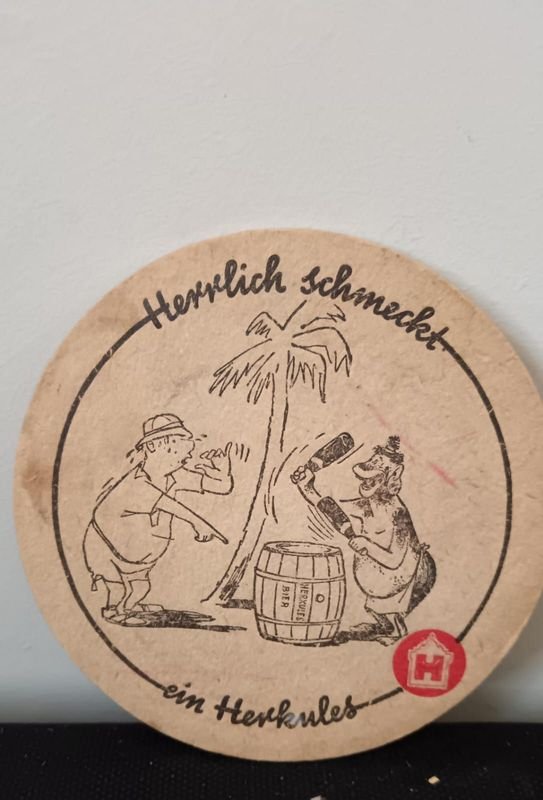 Herrlich schmeckt
HERKULES
BIER
H
ein Herkules